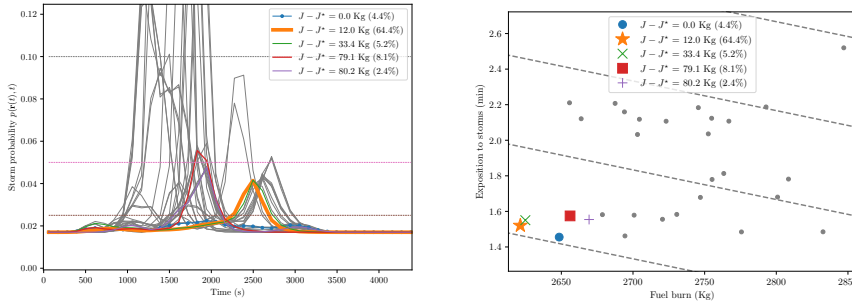 0.12
0.10
0.08
0.06
0.04
0.02
0.00
Storm probability p(r(t), t)
0 500 1000 1500 2000 2500 3000 3500 4000
Time (s)
J − J* = 0.0 Kg (4.4%)
J − J* = 12.0 Kg (64.4%)
J − J* = 33.4 Kg (5.2%)
J − J* = 79.1 Kg (8.1%)
J − J* = 80.2 Kg (2.4%)
2.6
2.4
2.2
2.0
1.8
1.6
1.4
Exposition to storms (min)
2650 2700 2750 2800
Fuel burn (Kg)
J − J* = 0.0 Kg (4.4%)
J − J* = 12.0 Kg (64.4%)
J − J* = 33.4 Kg (5.2%)
J − J* = 79.1 Kg (8.1%)
J − J* = 80.2 Kg (2.4%)